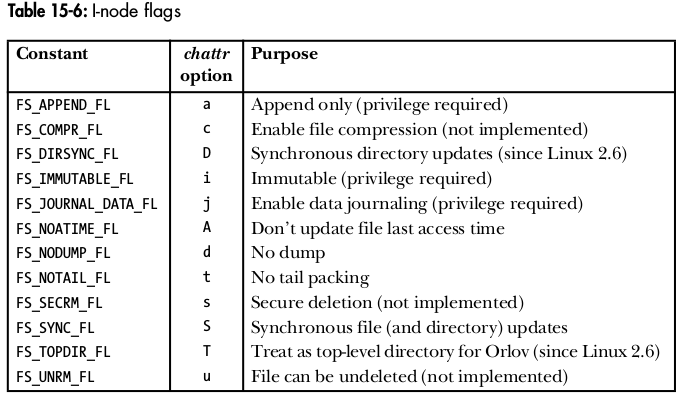 Table 15-6: I-node flags
Constant chattr option Purpose
FS_APPEND_FL a Append only (privilege required)
FS_COMPR_FL c Enable file compression (not implemented)
FS_DIRSYNC_FL D Synchronous directory updates (since Linux 2.6)
FS_IMMUTABLE_FL i Immutable (privilege required)
FS_JOURNAL_DATA_FL j Enable data journaling (privilege required)
FS_NOATIME_FL A Don’t update file last access time
FS_NODUMP_FL d No dump
FS_NOTAIL_FL t No tail packing
FS_SECRM_FL s Secure deletion (not implemented)
FS_SYNC_FL S Synchronous file (and directory) updates
FS_TOPDIR_FL T Treat as top-level directory for Orlov (since Linux 2.6)
FS_UNRM_FL u File can be undeleted (not implemented)